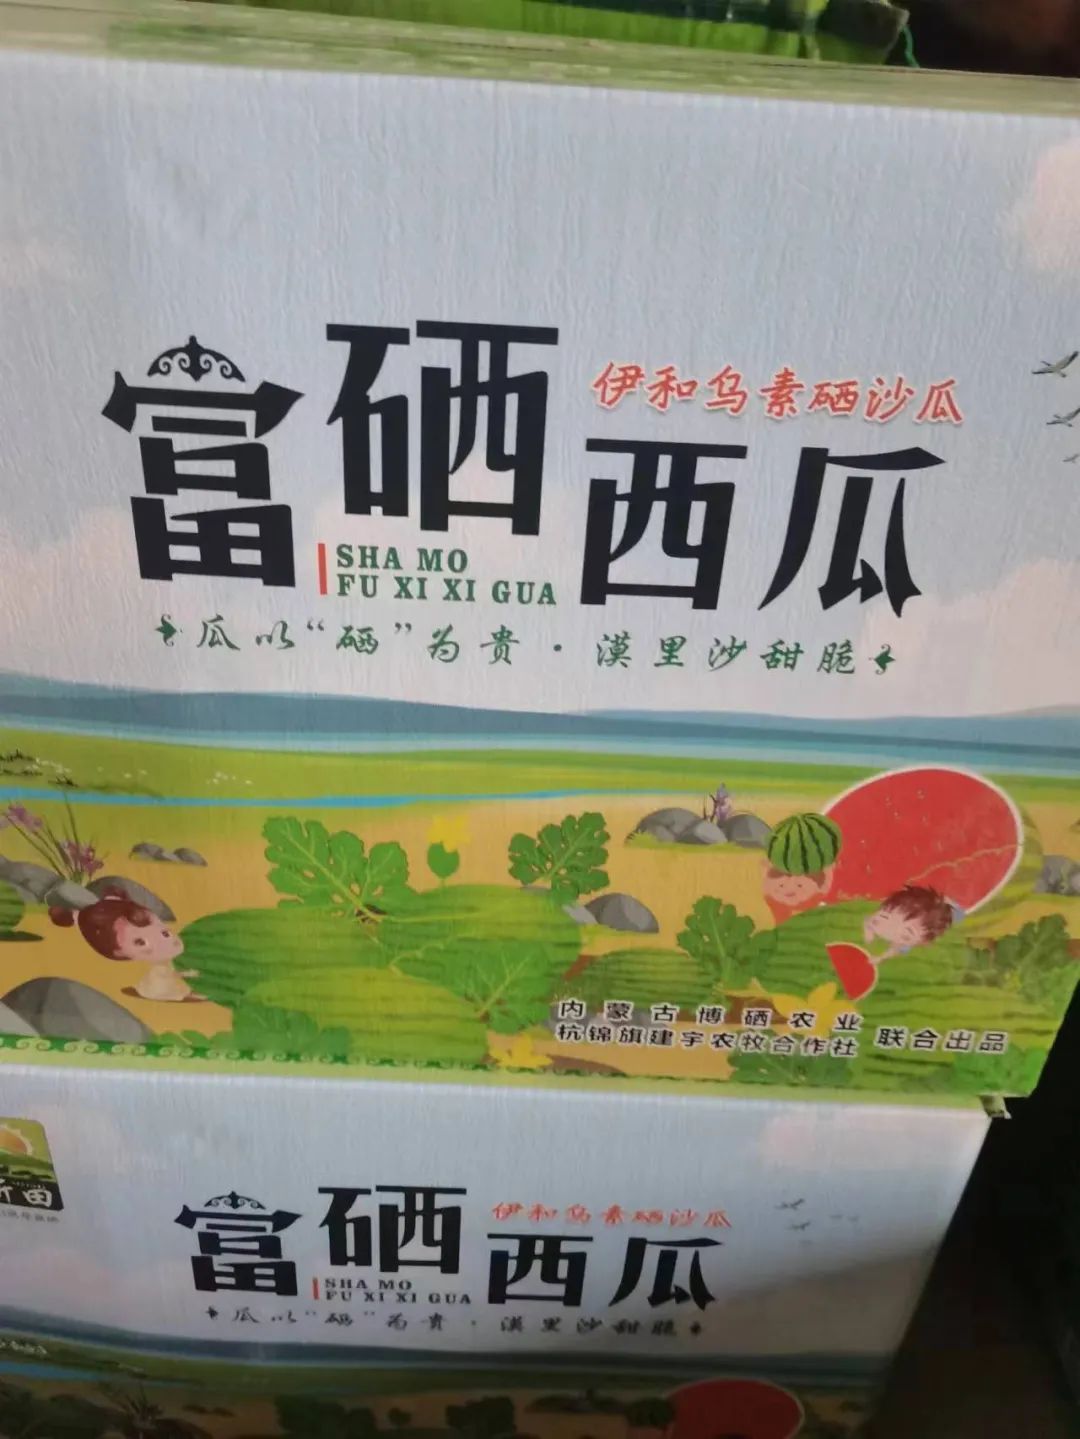 伊和乌素硒沙瓜
富硒西瓜
SHA MO
FU XI XI GUA
瓜以“硒”为贵·漠里沙甜脆
内蒙古博硒农业
杭锦旗建宇农牧合作社
联合出品
伊和乌素硒沙瓜
富硒西瓜
SHA MO
FU XI XI GUA
瓜以“硒”为贵·漠里沙甜脆
田